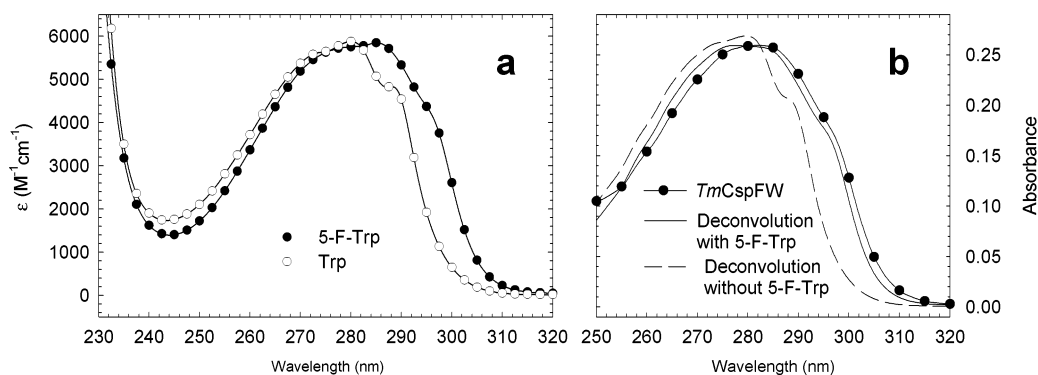 a
6000
5000
4000
3000
2000
1000
0
ε (M⁻¹cm⁻¹)
5-F-Trp
Trp
230 240 250 260 270 280 290 300 310 320
Wavelength (nm)
b
0.25
0.20
0.15
0.10
0.05
0.00
Absorbance
TmCspFW
Deconvolution
with 5-F-Trp
Deconvolution
without 5-F-Trp
250 260 270 280 290 300 310 320
Wavelength (nm)